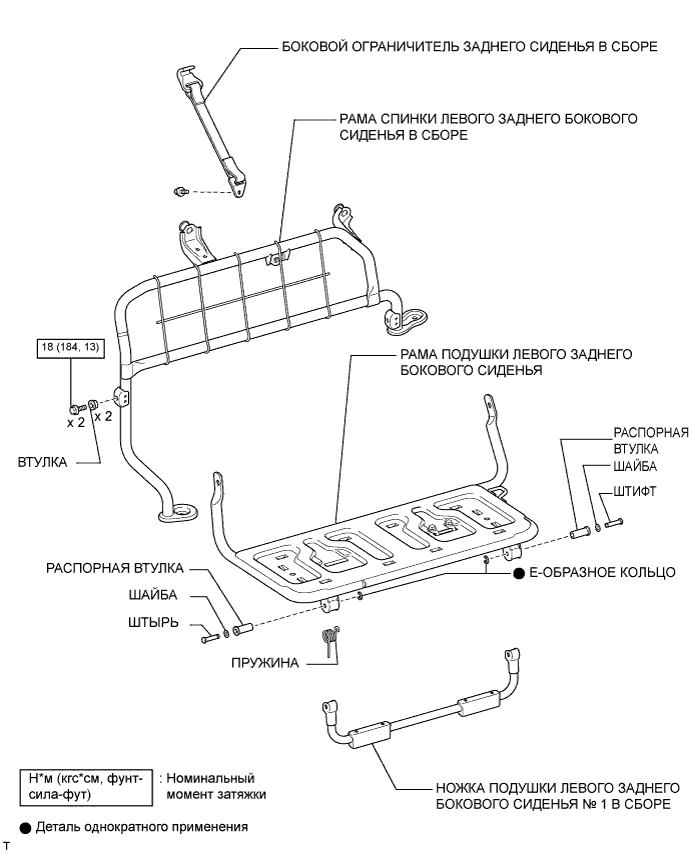 БОКОВОЙ ОГРАНИЧИТЕЛЬ ЗАДНЕГО СИДЕНЬЯ В СБОРЕ
РАМА СПИНКИ ЛЕВОГО ЗАДНЕГО БОКОВОГО
СИДЕНЬЯ В СБОРЕ
18 (184, 13)
РАМА ПОДУШКИ ЛЕВОГО ЗАДНЕГО
БОКОВОГО СИДЕНЬЯ
x 2
x 2
ВТУЛКА
РАСПОРНАЯ
ВТУЛКА
ШАЙБА
ШТИФТ
РАСПОРНАЯ ВТУЛКА
Е-ОБРАЗНОЕ КОЛЬЦО
ШАЙБА
ШТЫРЬ
ПРУЖИНА
Н*м (кгс*см, фунт-
сила-фут)
: Номинальный
момент затяжки
НОЖКА ПОДУШКИ ЛЕВОГО ЗАДНЕГО
БОКОВОГО СИДЕНЬЯ № 1 В СБОРЕ
● Деталь однократного применения
T